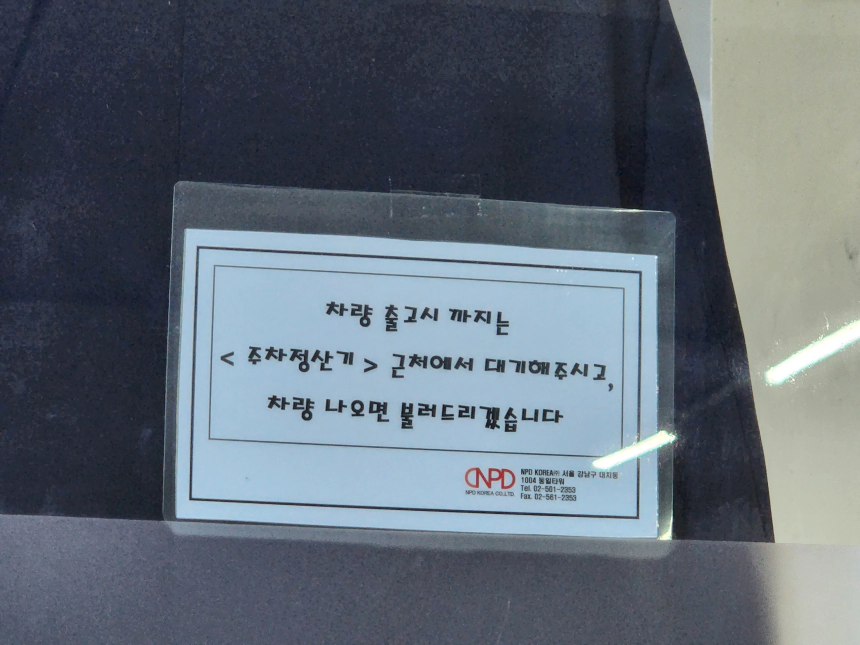 차량 출고시 까지는
< 주차정산기 > 근처에서 대기해주시고,
차량 나오면 불러드리겠습니다
NPD
NPD KOREA CO.,LTD.
NPD KOREA㈜ 서울 강남구 대치동
1004 동일타워
Tel. 02-501-2353
Fax. 02-561-2353